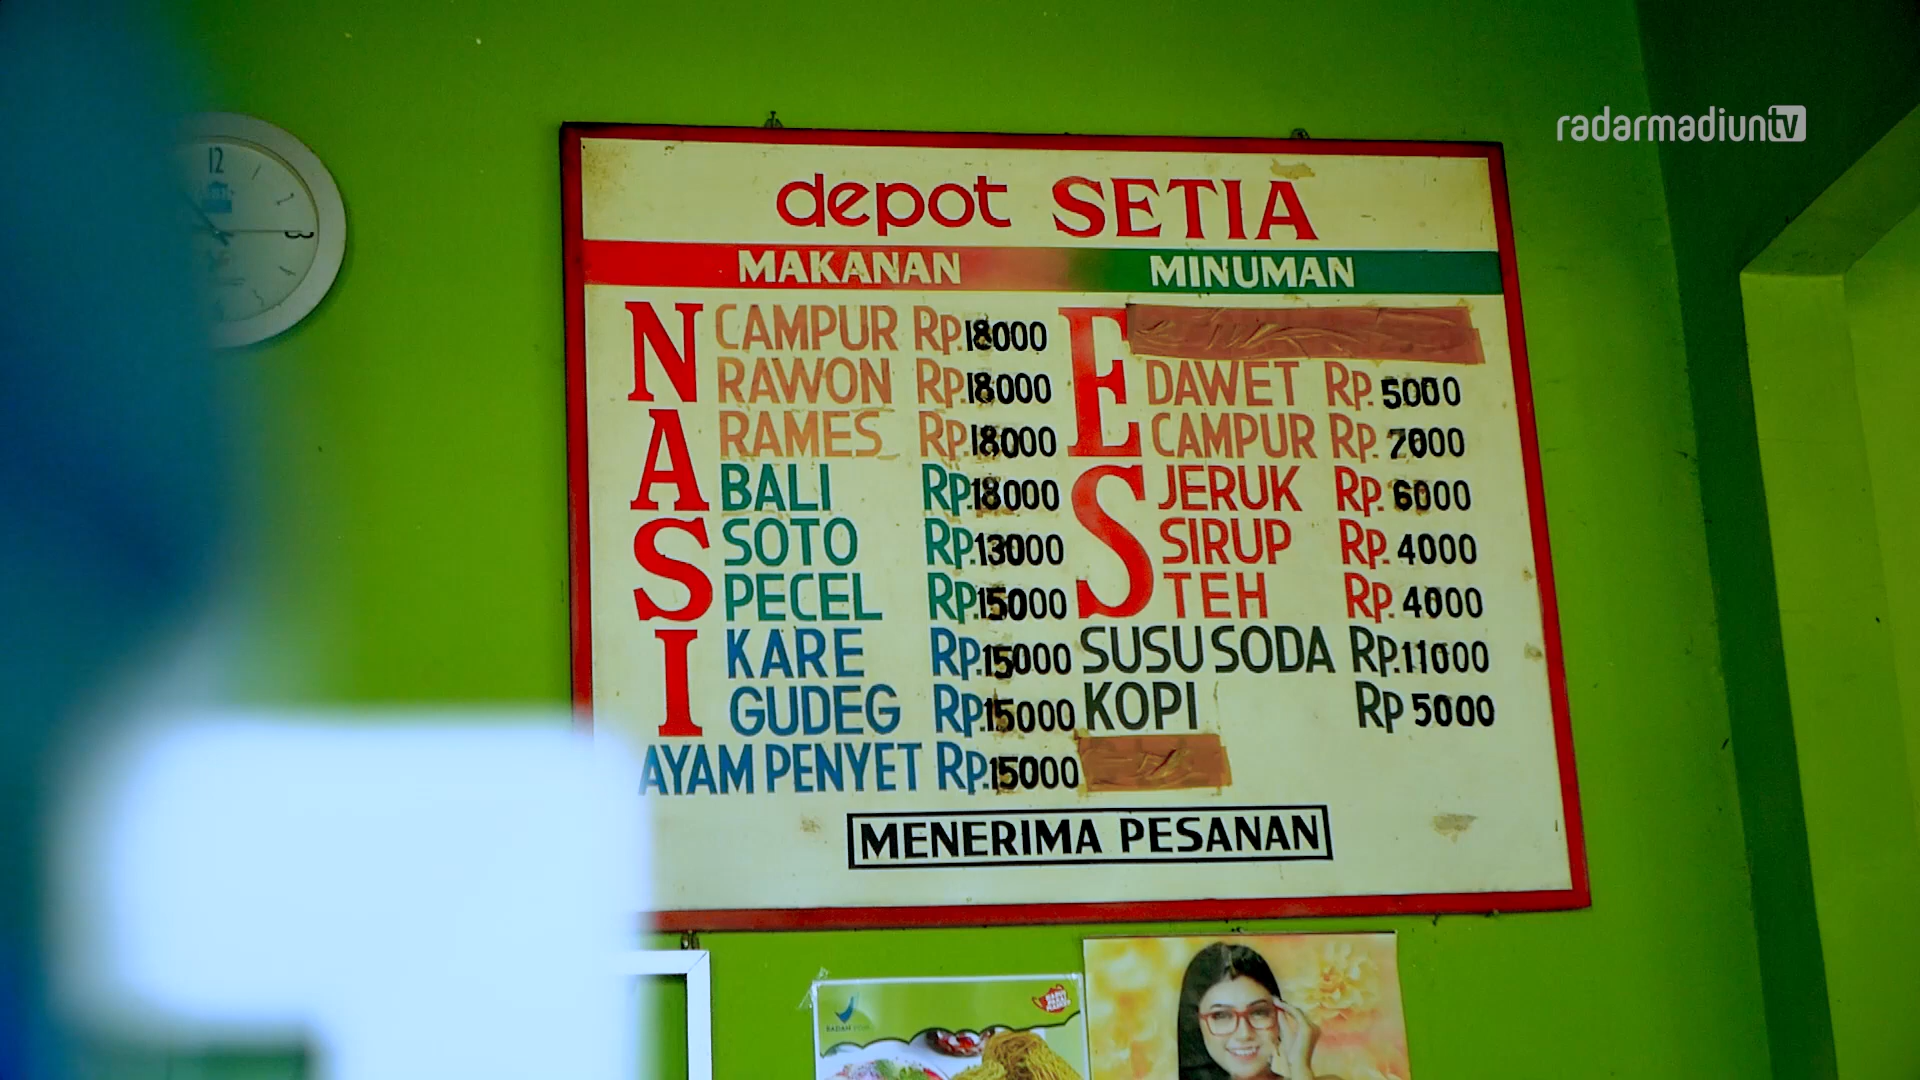 radarmadiuntv
12
3
depot SETIA
MAKANAN MINUMAN
NASI
CAMPUR Rp.18000
RAWON Rp.18000
RAMES Rp.18000
BALI Rp.18000
SOTO Rp.13000
PECEL Rp.15000
KARE Rp.15000
GUDEG Rp.15000
AYAM PENYET Rp.15000
ES
DAWET Rp.5000
CAMPUR Rp.7000
JERUK Rp.6000
SIRUP Rp.4000
TEH Rp.4000
SUSU SODA Rp.11000
KOPI Rp 5000
MENERIMA PESANAN